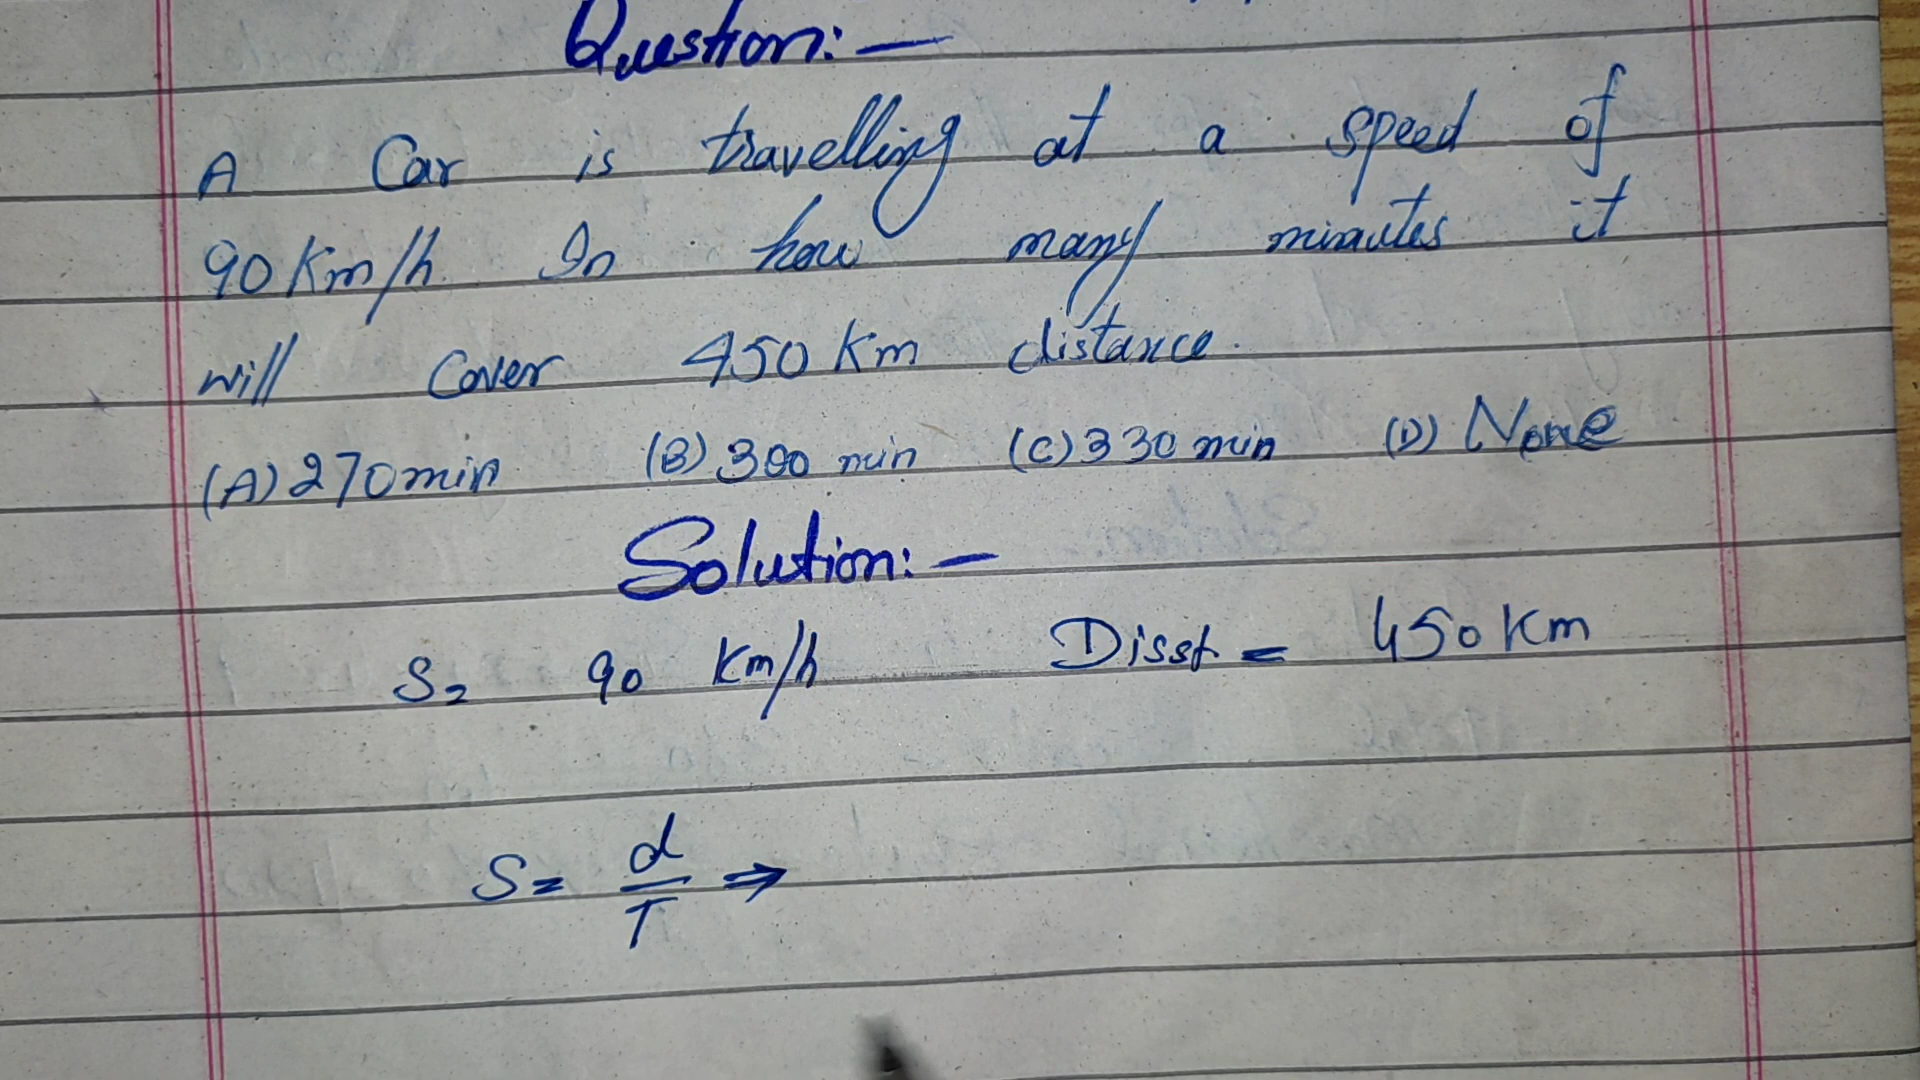 Question:-
A Car is travelling at a speed of
90 Km/h. In how many minutes it
will Cover 450 Km distance.
(A) 270 min (B) 300 min (C) 330 min (D) None
Solution:-
S= 90 Km/h Disst = 450 Km
S= d/T ⇒